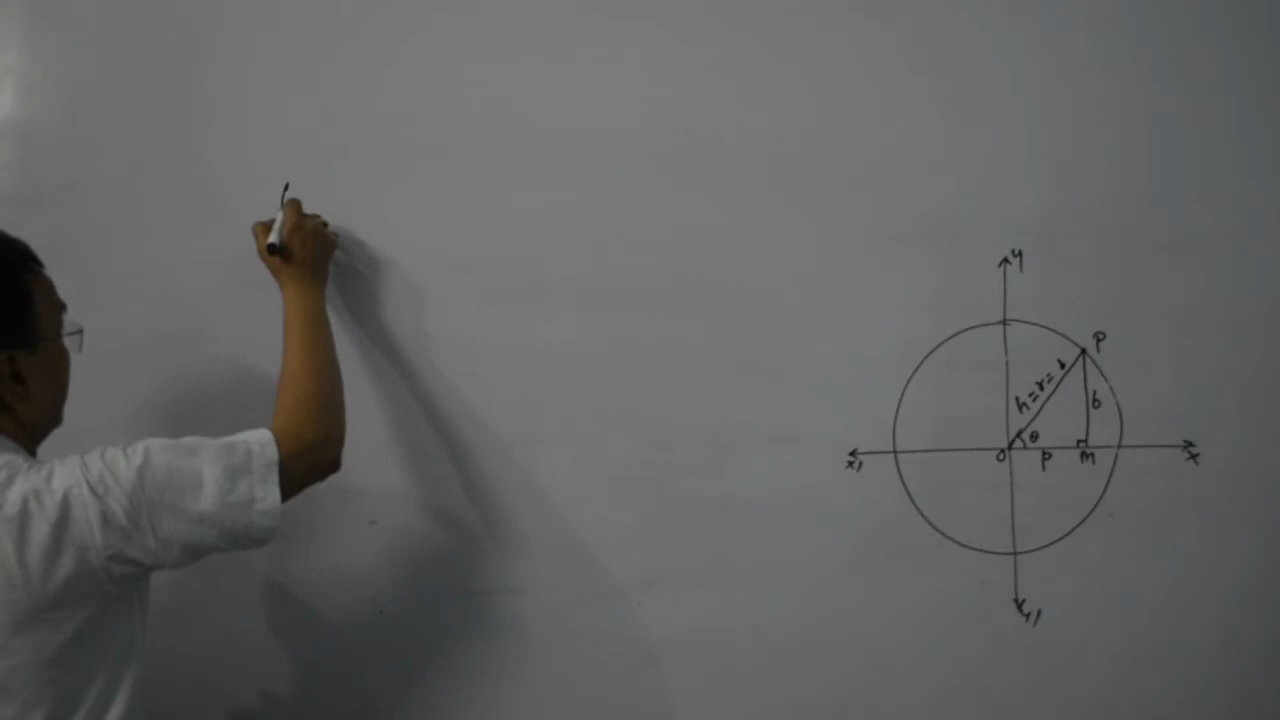 y
P
h=r=1
b
θ
x' O P M x
y'